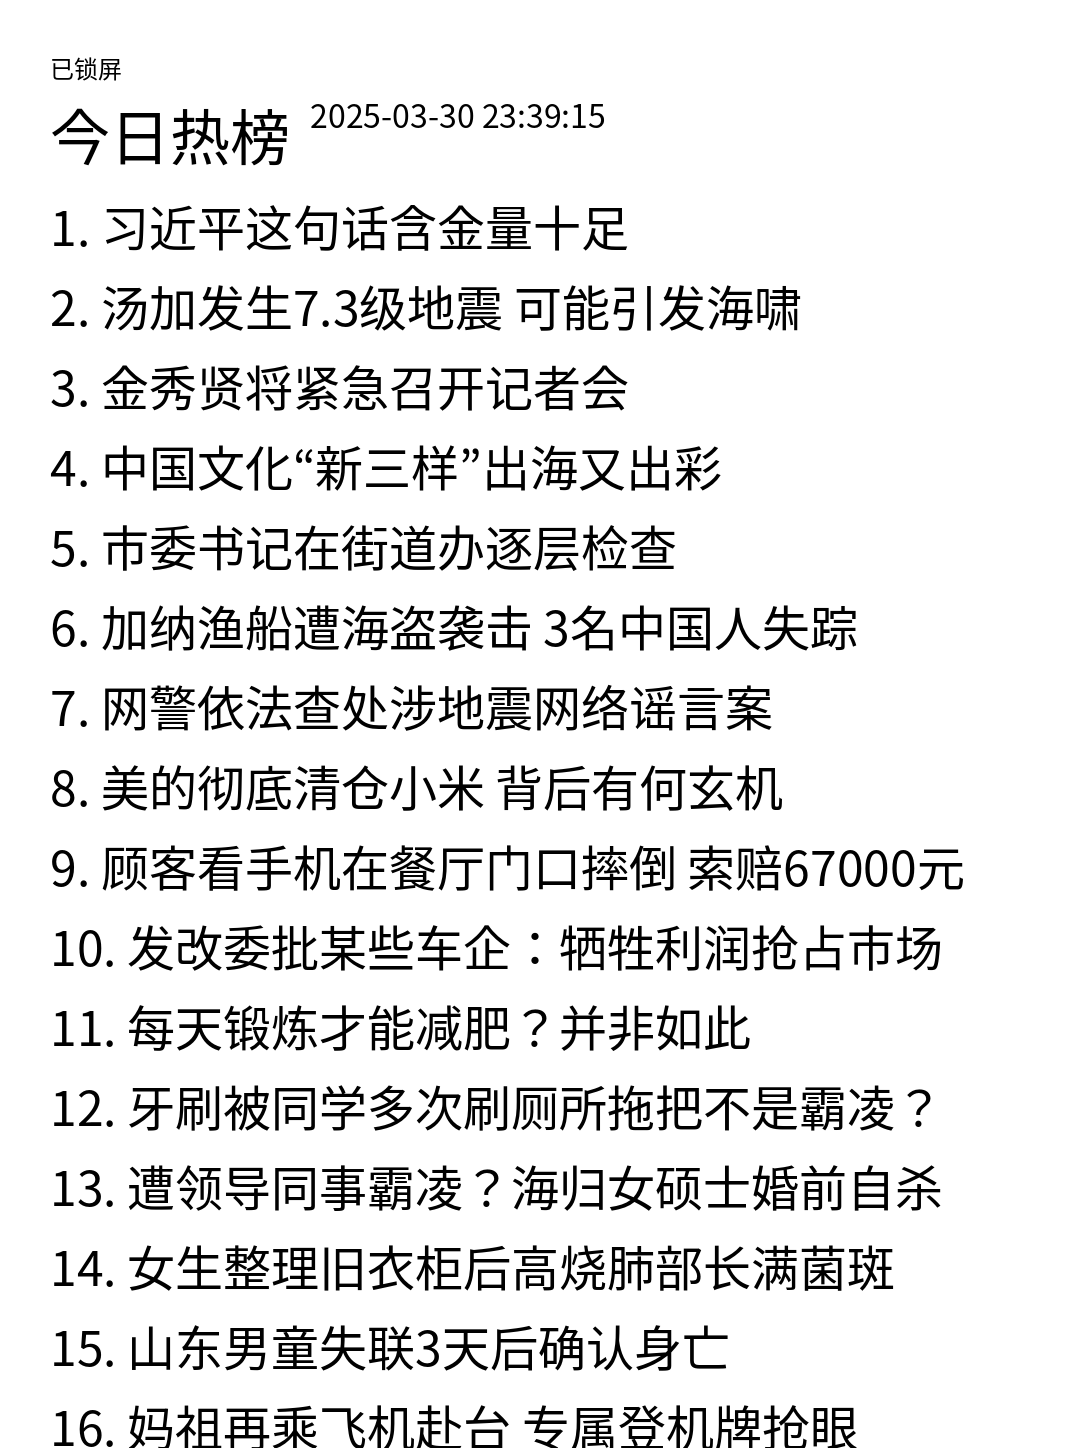 已锁屏
今日热榜 2025-03-30 23:39:15
1. 习近平这句话含金量十足
2. 汤加发生7.3级地震 可能引发海啸
3. 金秀贤将紧急召开记者会
4. 中国文化“新三样”出海又出彩
5. 市委书记在街道办逐层检查
6. 加纳渔船遭海盗袭击 3名中国人失踪
7. 网警依法查处涉地震网络谣言案
8. 美的彻底清仓小米 背后有何玄机
9. 顾客看手机在餐厅门口摔倒 索赔67000元
10. 发改委批某些车企：牺牲利润抢占市场
11. 每天锻炼才能减肥？并非如此
12. 牙刷被同学多次刷厕所拖把不是霸凌？
13. 遭领导同事霸凌？海归女硕士婚前自杀
14. 女生整理旧衣柜后高烧肺部长满菌斑
15. 山东男童失联3天后确认身亡
16. 妈祖再乘飞机赴台 专属登机牌抢眼